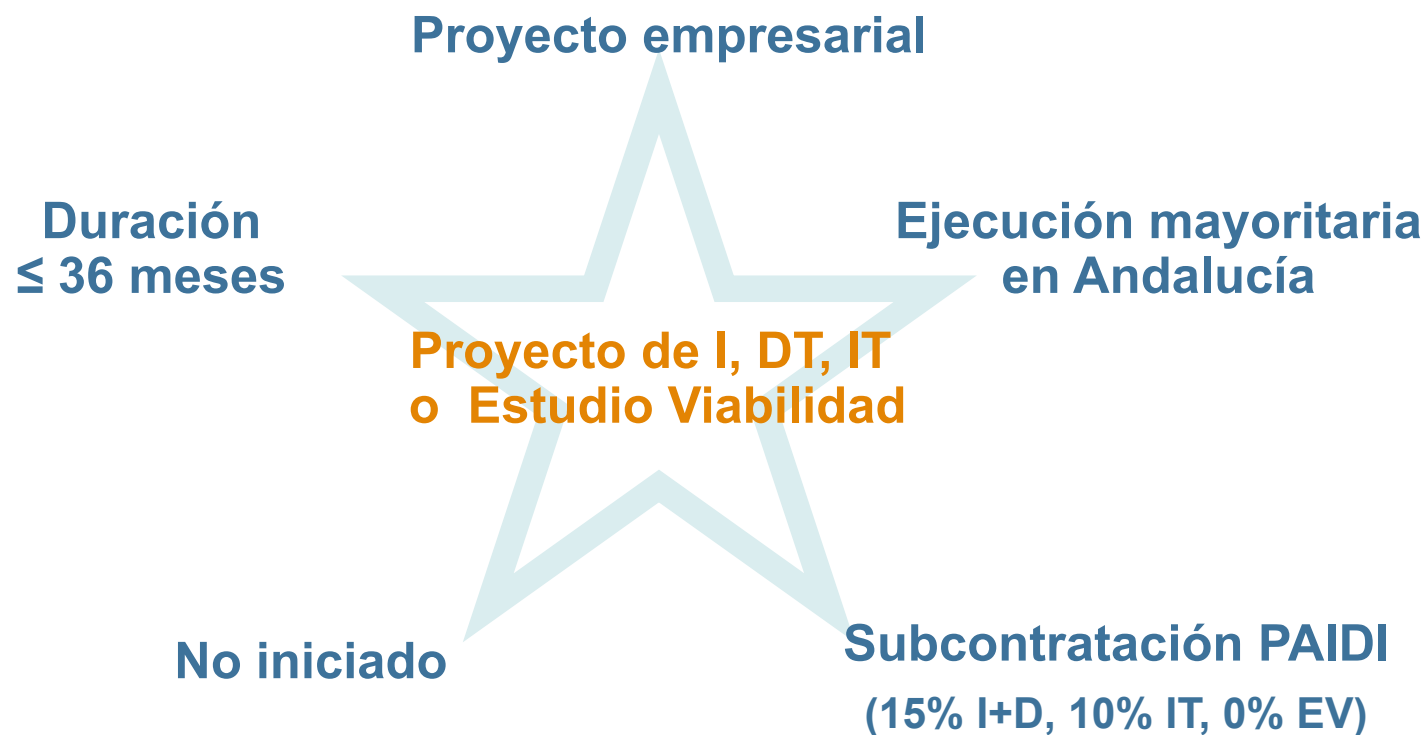 Proyecto empresarial
Duración
≤ 36 meses
Ejecución mayoritaria
en Andalucía
Proyecto de I, DT, IT
o Estudio Viabilidad
No iniciado
Subcontratación PAIDI
(15% I+D, 10% IT, 0% EV)